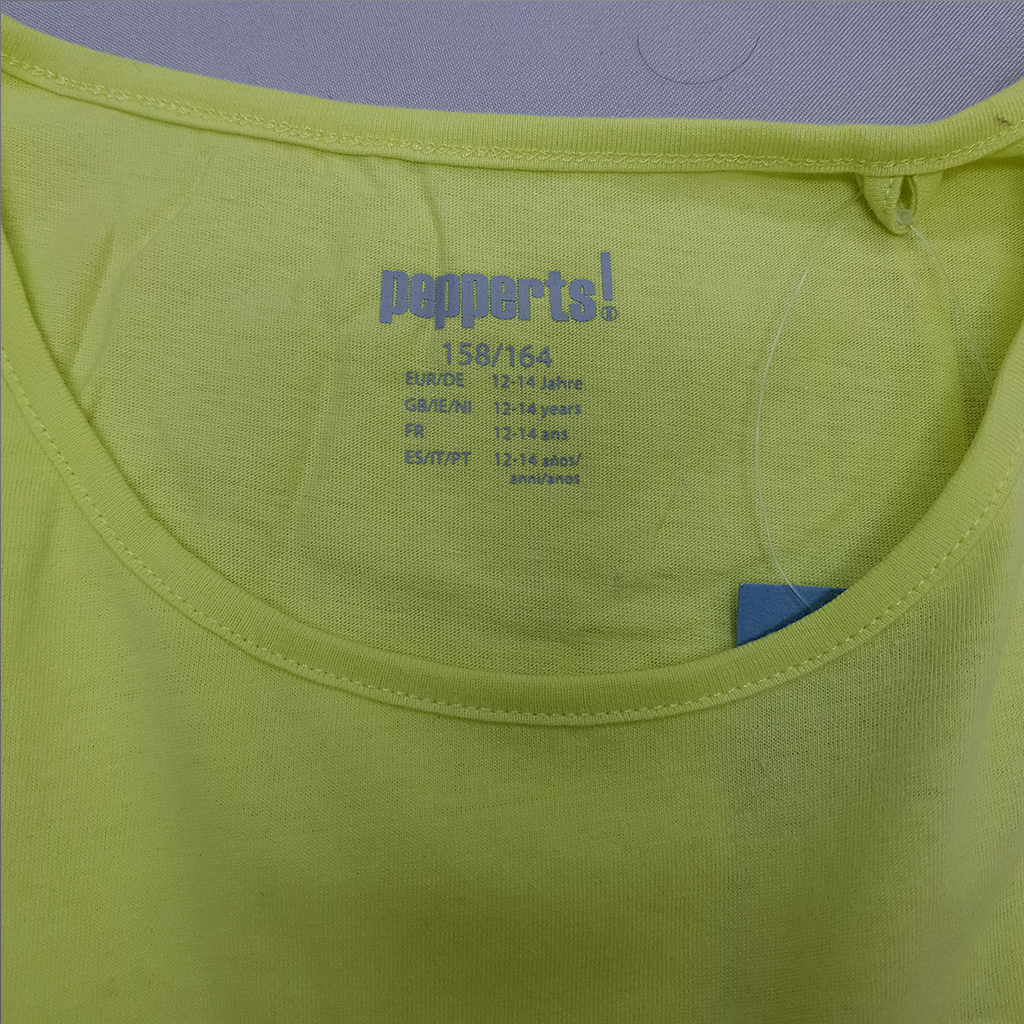 pepperts!®
158/164
EUR/DE 12-14 Jahre
GB/IE/NI 12-14 years
FR 12-14 ans
ES/IT/PT 12-14 años/
anni/anos